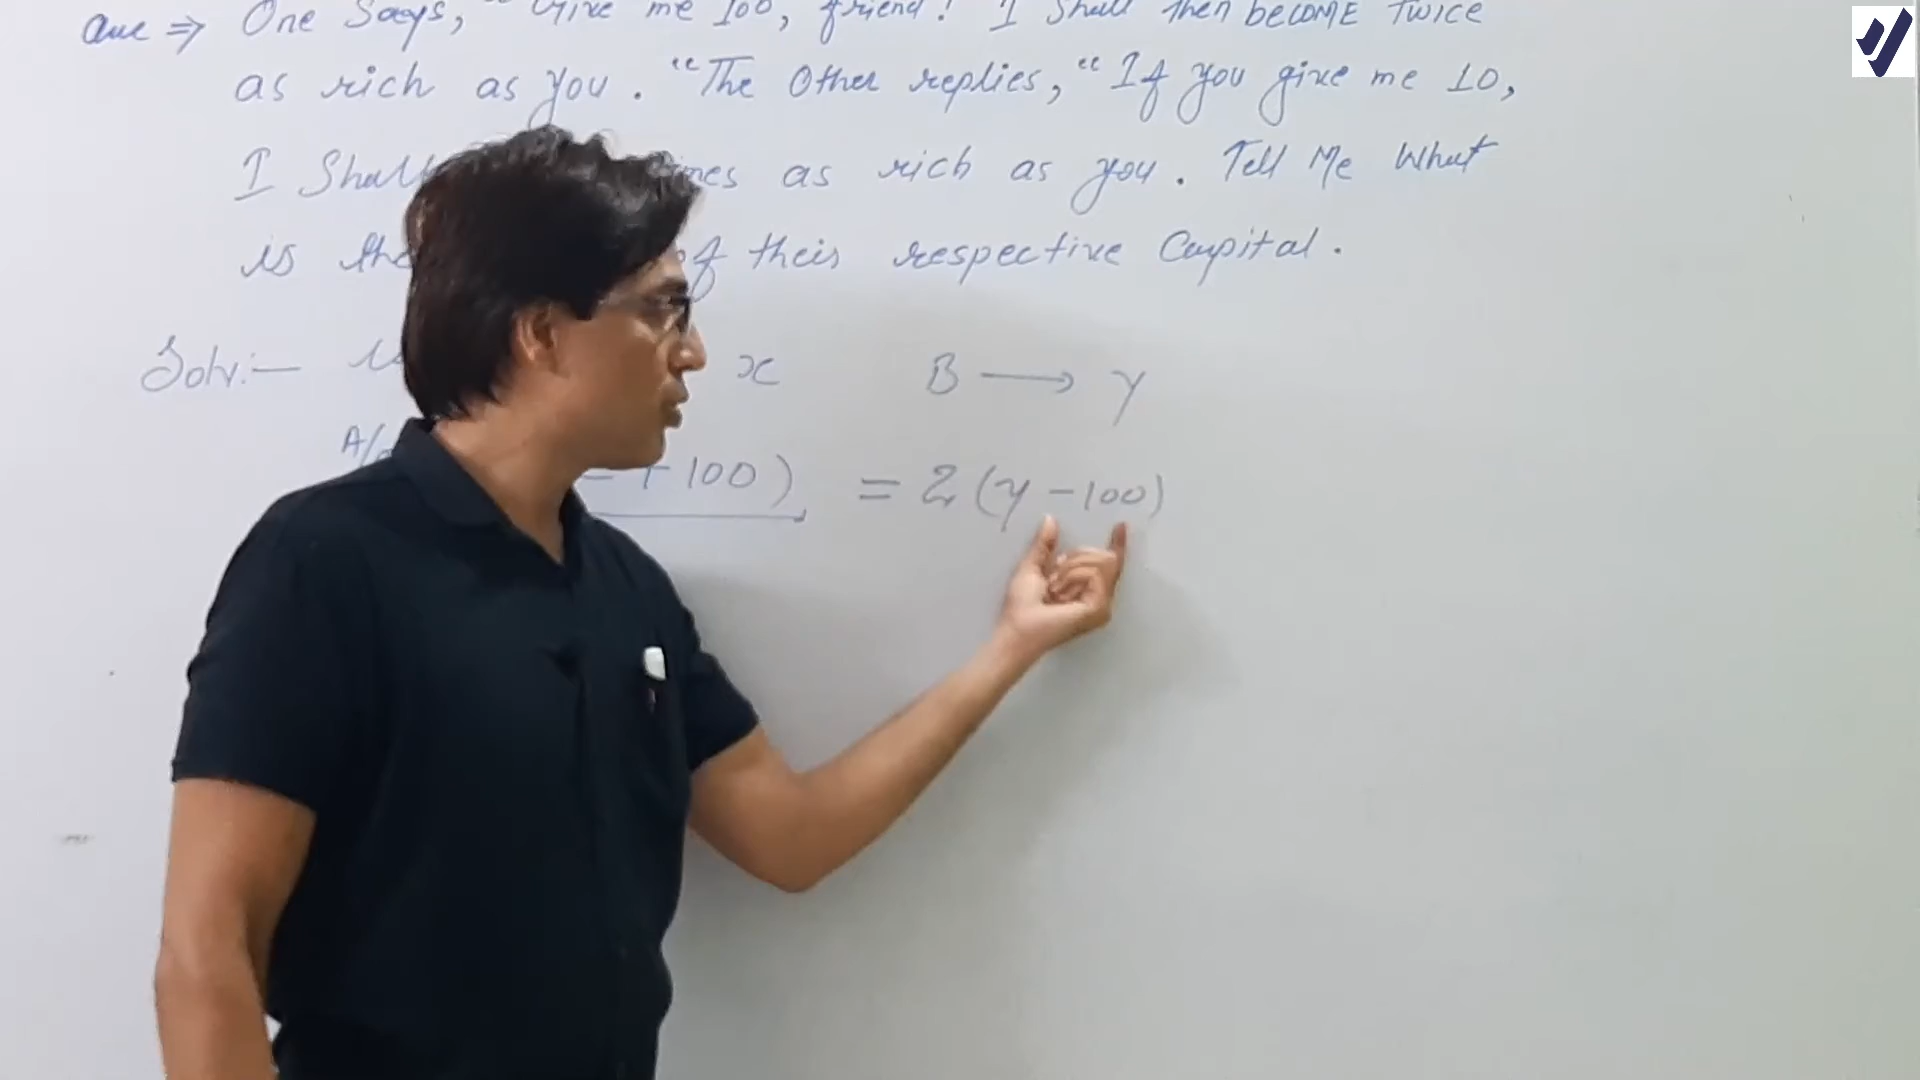 Que ⇒ One Says, " Give me 100, friend! I Shall then become twice
as rich as you. "The Other replies, " If you give me 10,
I Shall as rich as you. Tell Me What
is the of their respective Capital.
Solv:- x B → y
+100) = 2(y-100)